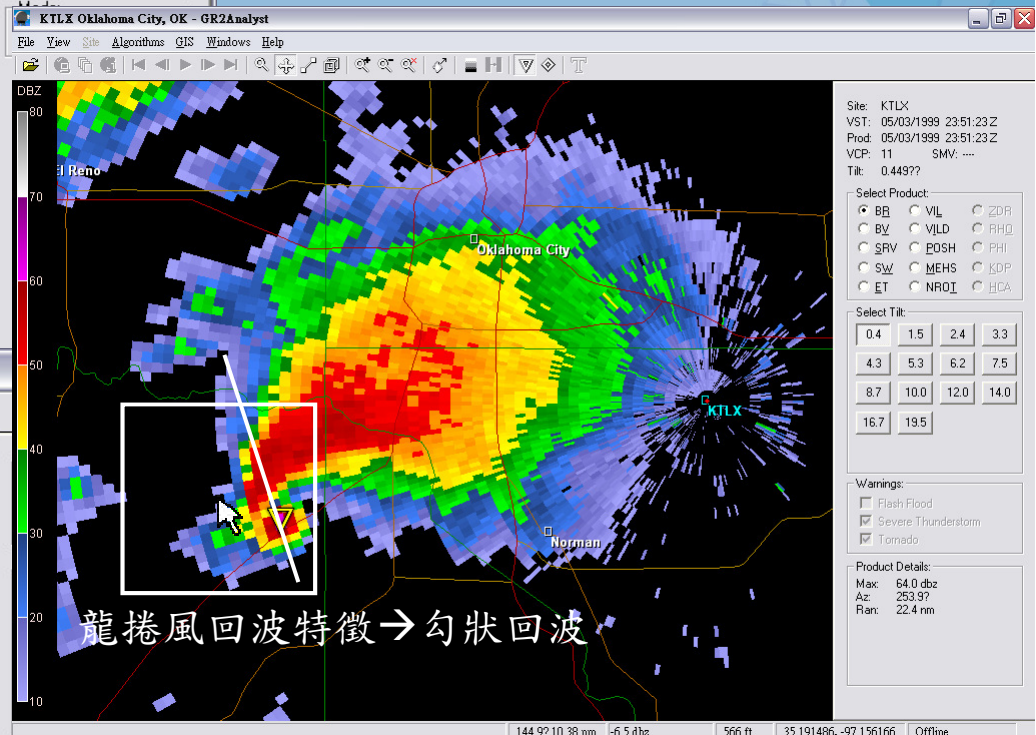 KTLX Oklahoma City, OK - GR2Analyst
File View Site Algorithms GIS Windows Help
DBZ
80
70
60
50
40
30
20
10
El Reno
Oklahoma City
KTLX
Norman
龍捲風回波特徵→勾狀回波
Site: KTLX
VST: 05/03/1999 23:51:23 Z
Prod: 05/03/1999 23:51:23 Z
VCP: 11 SMV: ----
Tilt: 0.449??
Select Product:
BR VIL ZDR
BV VILD RHO
SRV POSH PHI
SW MEHS KDP
ET NROT HCA
Select Tilt:
0.4 1.5 2.4 3.3
4.3 5.3 6.2 7.5
8.7 10.0 12.0 14.0
16.7 19.5
Warnings:
Flash Flood
Severe Thunderstorm
Tornado
Product Details:
Max: 64.0 dbz
Az: 253.9?
Ran: 22.4 nm
144.9? 10.38 nm -6.5 dbz 566 ft 35.191486, -97.156166 Offline